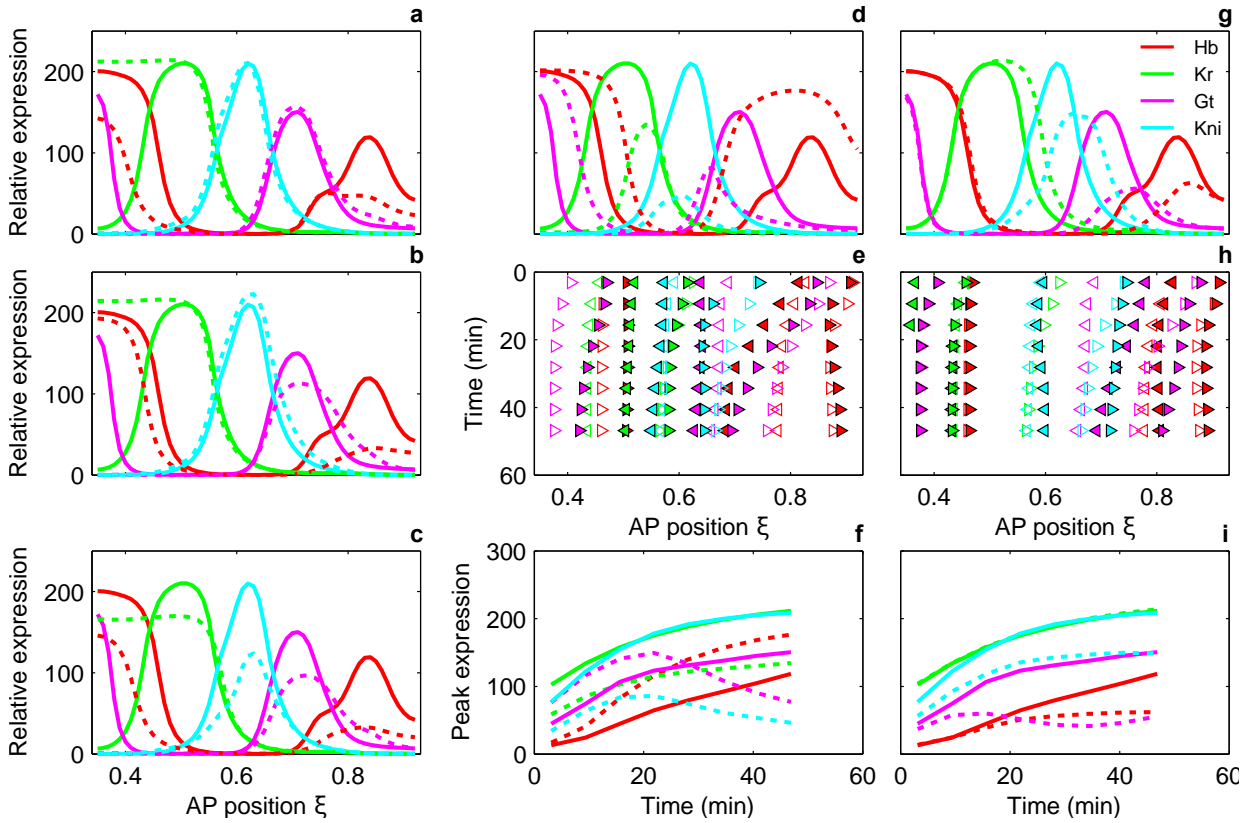 a
Relative expression
200
100
0
b
Relative expression
200
100
0
c
Relative expression
200
100
0
0.4 0.6 0.8
AP position ξ
d
g
Hb
Kr
Gt
Kni
e
h
Time (min)
0
20
40
60
0.4 0.6 0.8
AP position ξ
0.4 0.6 0.8
AP position ξ
f
Peak expression
300
200
100
0
0 20 40 60
Time (min)
i
0 20 40 60
Time (min)